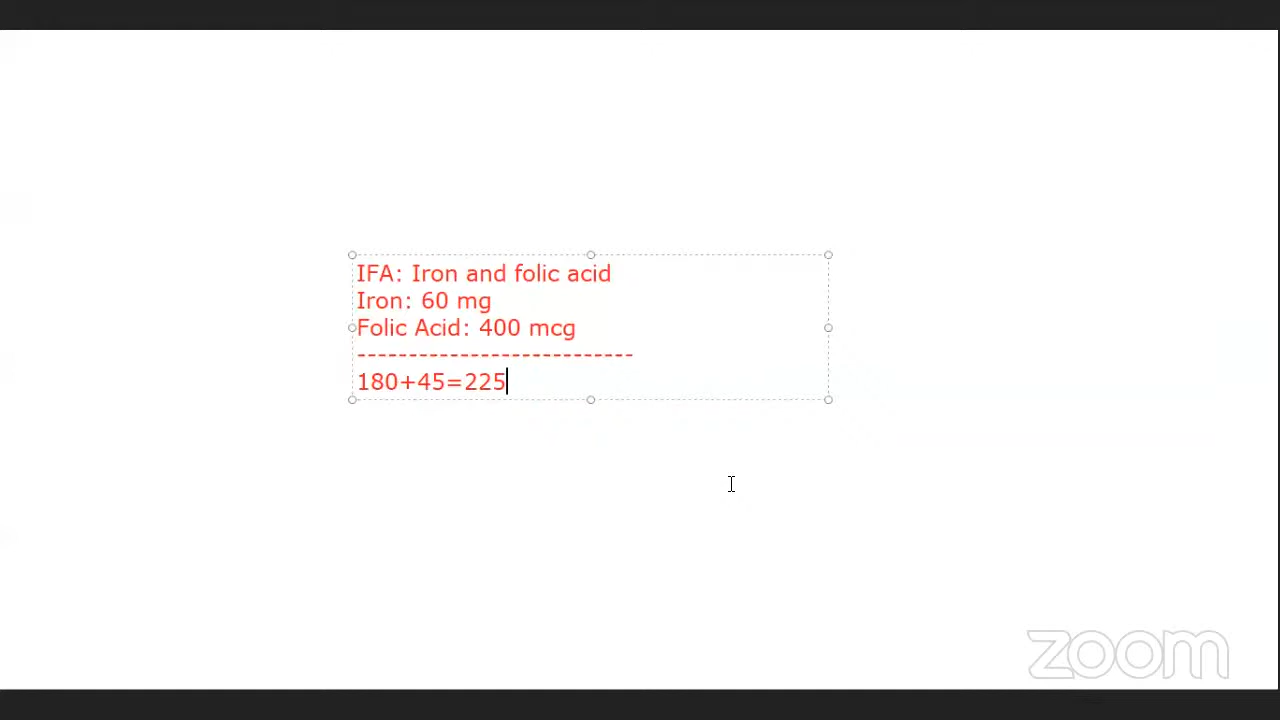 IFA: Iron and folic acid
Iron: 60 mg
Folic Acid: 400 mcg
---------------------------
180+45=225
zoom